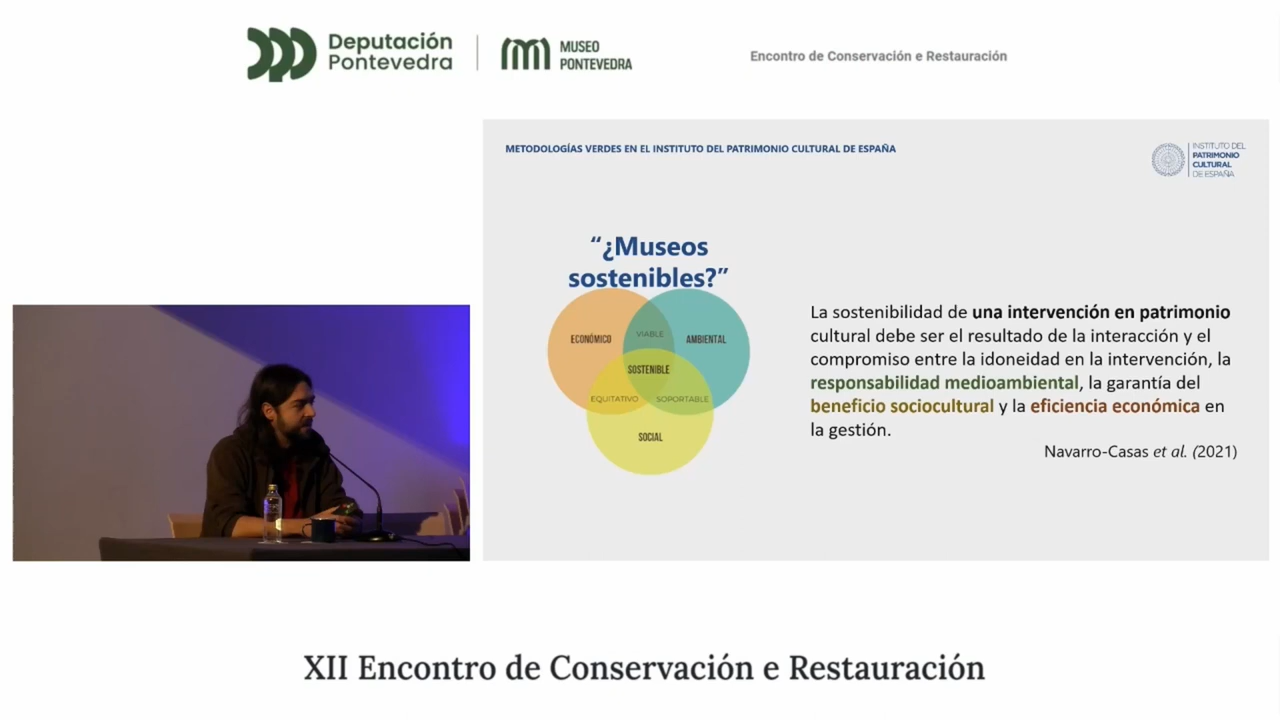 Deputación
Pontevedra
MUSEO
PONTEVEDRA
Encontro de Conservación e Restauración
METODOLOGÍAS VERDES EN EL INSTITUTO DEL PATRIMONIO CULTURAL DE ESPAÑA
INSTITUTO DEL
PATRIMONIO
CULTURAL
DE ESPAÑA
“¿Museos
sostenibles?”
ECONÓMICO
VIABLE
AMBIENTAL
SOSTENIBLE
EQUITATIVO
SOPORTABLE
SOCIAL
La sostenibilidad de una intervención en patrimonio
cultural debe ser el resultado de la interacción y el
compromiso entre la idoneidad en la intervención, la
responsabilidad medioambiental, la garantía del
beneficio sociocultural y la eficiencia económica en
la gestión.
Navarro-Casas et al. (2021)
XII Encontro de Conservación e Restauración